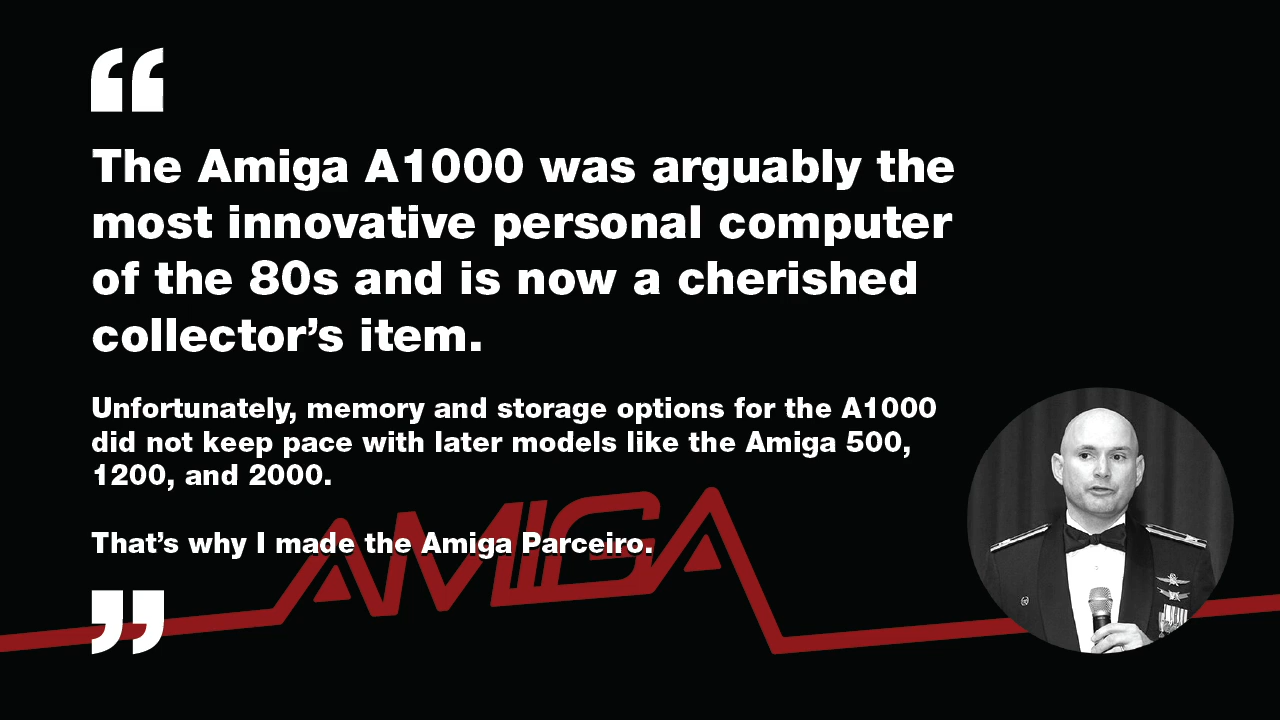 “
The Amiga A1000 was arguably the
most innovative personal computer
of the 80s and is now a cherished
collector’s item.
Unfortunately, memory and storage options for the A1000
did not keep pace with later models like the Amiga 500,
1200, and 2000.
That’s why I made the Amiga Parceiro.
AMIGA
”